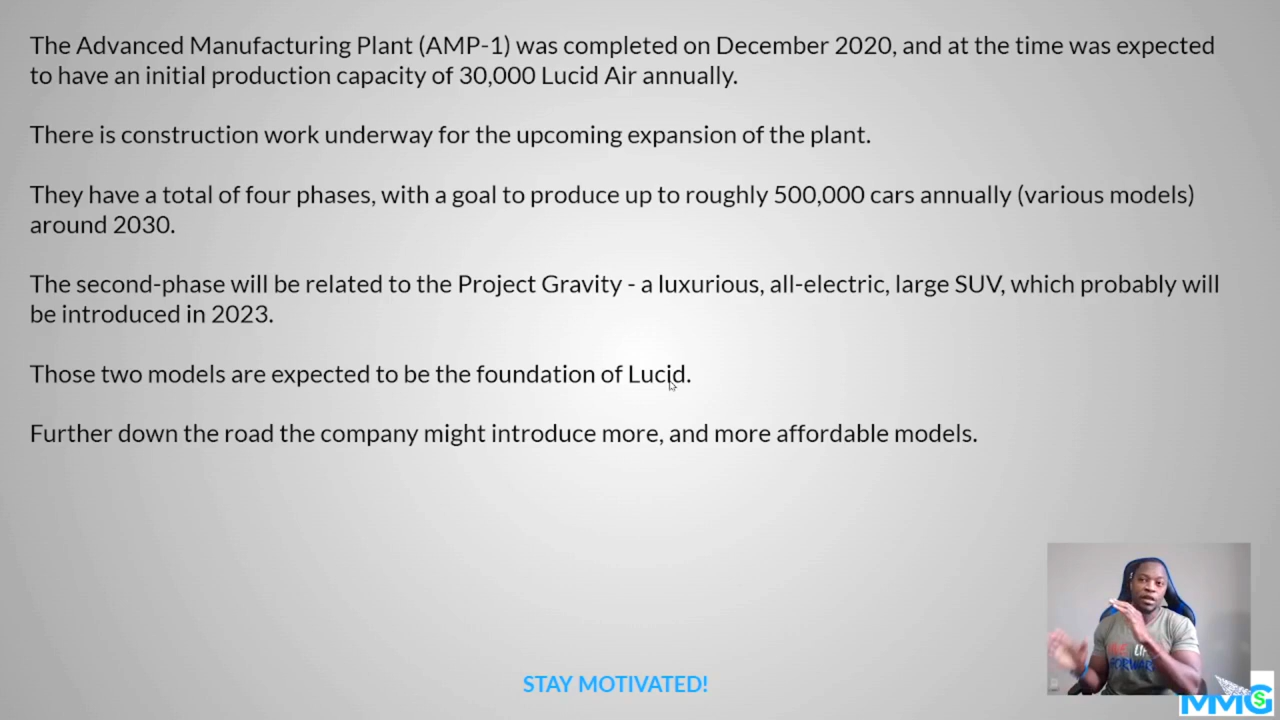 The Advanced Manufacturing Plant (AMP-1) was completed on December 2020, and at the time was expected
to have an initial production capacity of 30,000 Lucid Air annually.
There is construction work underway for the upcoming expansion of the plant.
They have a total of four phases, with a goal to produce up to roughly 500,000 cars annually (various models)
around 2030.
The second-phase will be related to the Project Gravity - a luxurious, all-electric, large SUV, which probably will
be introduced in 2023.
Those two models are expected to be the foundation of Lucid.
Further down the road the company might introduce more, and more affordable models.
FORWARD
STAY MOTIVATED!
MMG
S